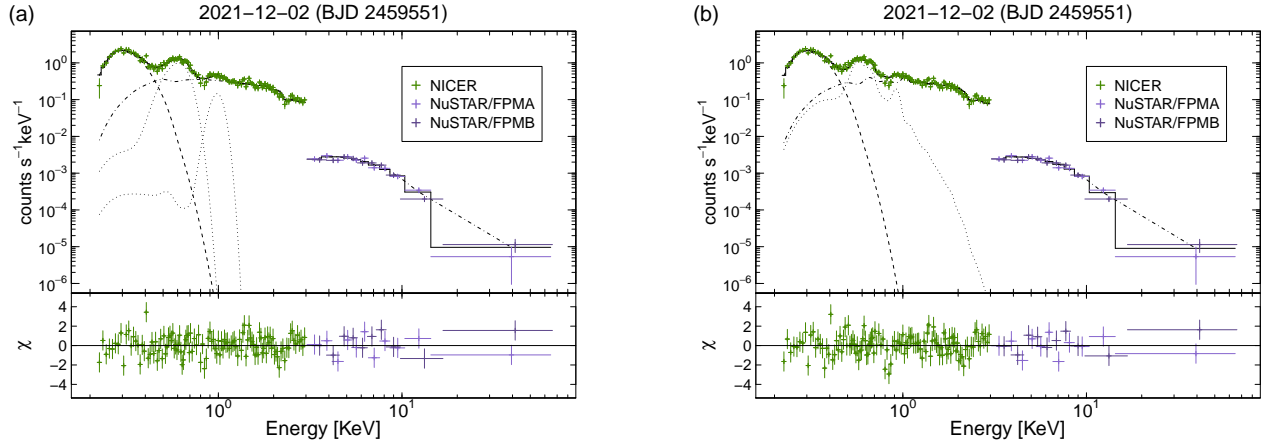 (a)
2021−12−02 (BJD 2459551)
counts s−1keV−1
10^0
10^−1
10^−2
10^−3
10^−4
10^−5
10^−6
NICER
NuSTAR/FPMA
NuSTAR/FPMB
χ
4
2
0
−2
−4
10^0
10^1
Energy [KeV]
(b)
2021−12−02 (BJD 2459551)
counts s−1keV−1
10^0
10^−1
10^−2
10^−3
10^−4
10^−5
10^−6
NICER
NuSTAR/FPMA
NuSTAR/FPMB
χ
4
2
0
−2
−4
10^0
10^1
Energy [KeV]